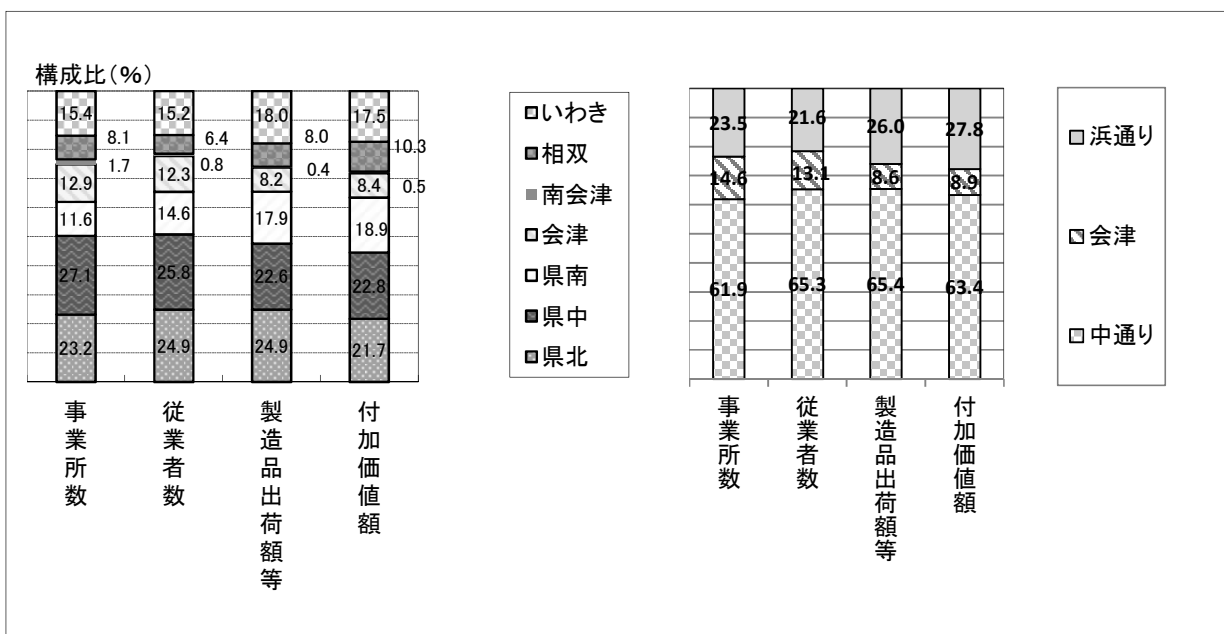 構成比(%)
15.4
15.2
18.0
17.5
8.1
6.4
8.0
10.3
1.7
0.8
0.4
0.5
12.9
12.3
8.2
8.4
11.6
14.6
17.9
18.9
27.1
25.8
22.6
22.8
23.2
24.9
24.9
21.7
事業所数
従業者数
製造品出荷額等
付加価値額
いわき
相双
南会津
会津
県南
県中
県北
23.5
21.6
26.0
27.8
14.6
13.1
8.6
8.9
61.9
65.3
65.4
63.4
事業所数
従業者数
製造品出荷額等
付加価値額
浜通り
会津
中通り